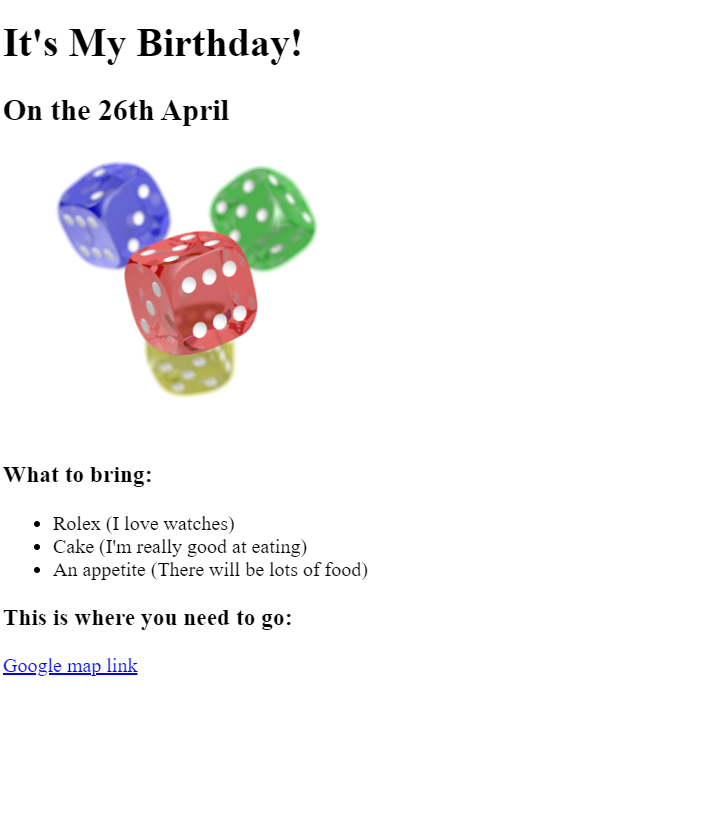 It's My Birthday!
On the 26th April
What to bring:
Rolex (I love watches)
Cake (I'm really good at eating)
An appetite (There will be lots of food)
This is where you need to go:
Google map link